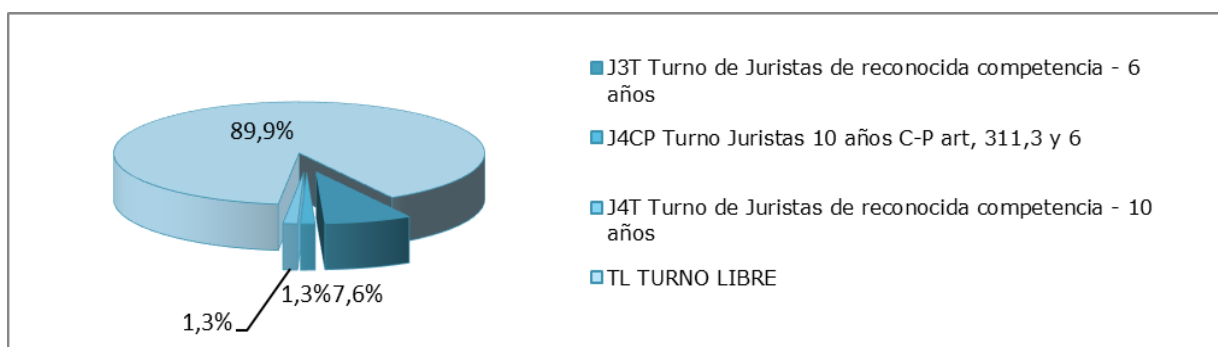 89,9%
1,3%
1,3%
7,6%
J3T Turno de Juristas de reconocida competencia - 6
años
J4CP Turno Juristas 10 años C-P art, 311,3 y 6
J4T Turno de Juristas de reconocida competencia - 10
años
TL TURNO LIBRE